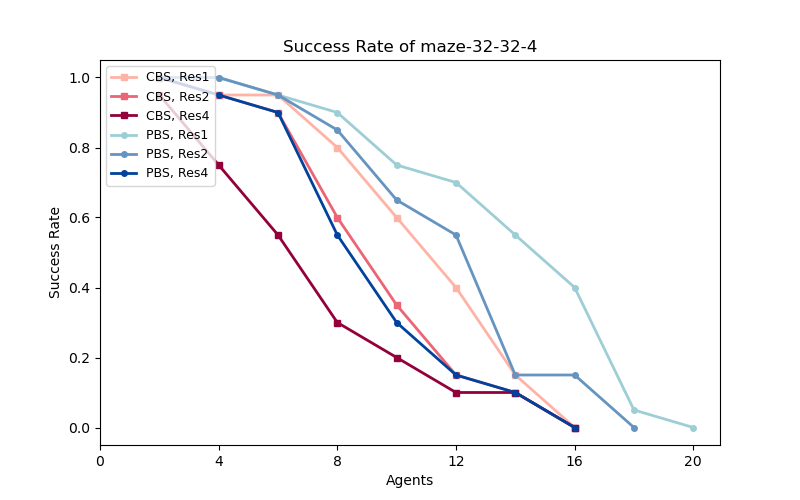 Success Rate of maze-32-32-4
CBS, Res1
CBS, Res2
CBS, Res4
PBS, Res1
PBS, Res2
PBS, Res4
Success Rate
1.0
0.8
0.6
0.4
0.2
0.0
0 4 8 12 16 20
Agents